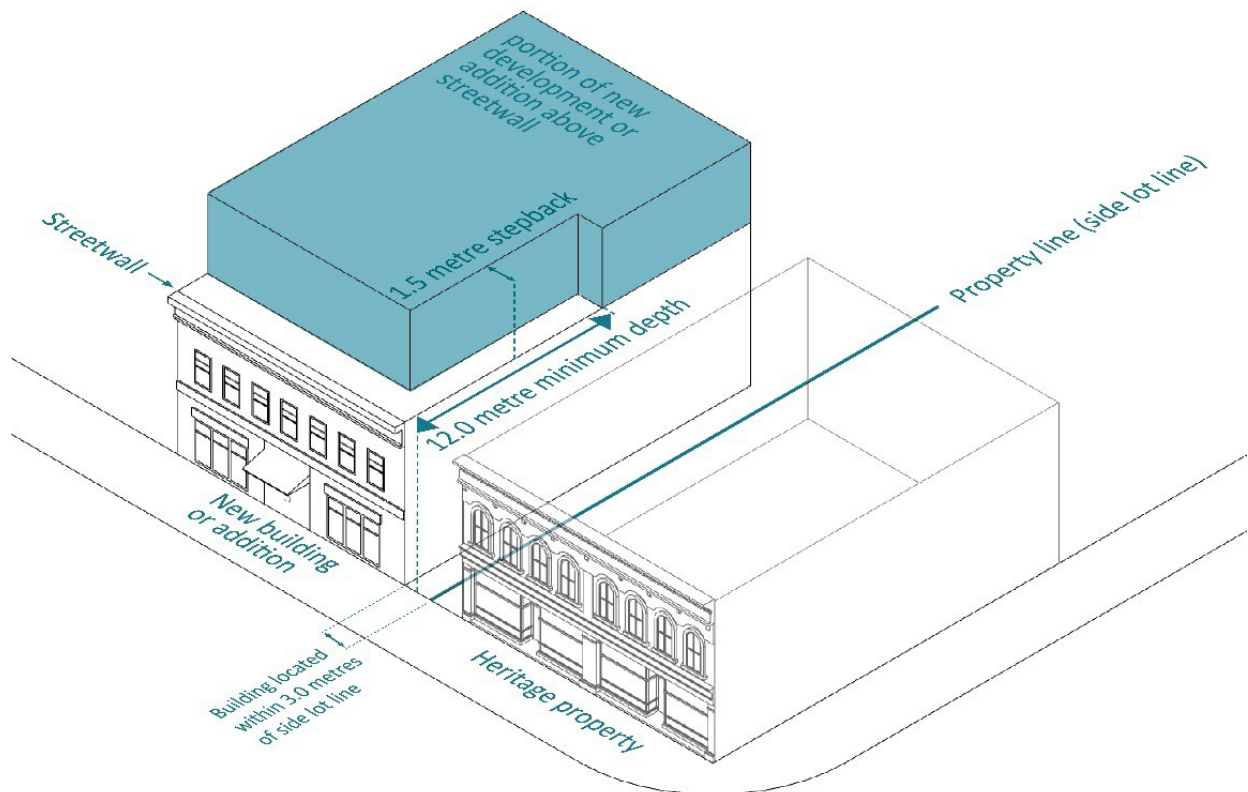 portion of new
development or
addition above
streetwall
Streetwall
1.5 metre stepback
Property line (side lot line)
12.0 metre minimum depth
New building
or addition
Heritage property
Building located
within 3.0 metres
of side lot line